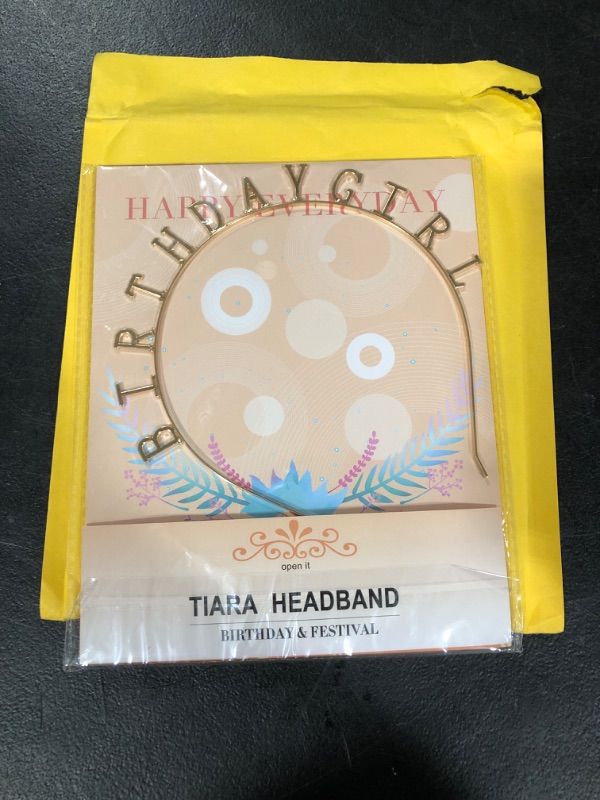 HAPPY EVERYDAY
BIRTHDAY GIRL
open it
TIARA HEADBAND
BIRTHDAY & FESTIVAL